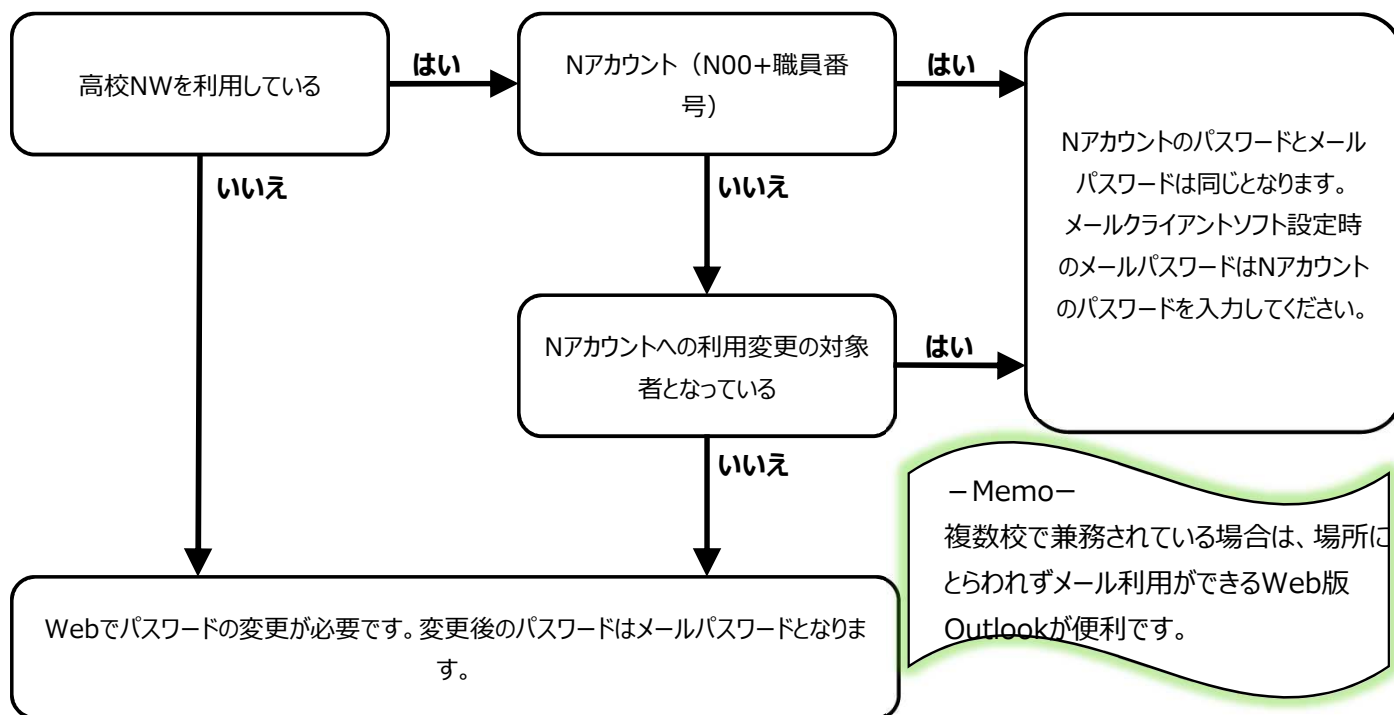 高校NWを利用している
はい
Nアカウント（N00+職員番
号）
はい
Nアカウントのパスワードとメール
パスワードは同じとなります。
メールクライアントソフト設定時
のメールパスワードはNアカウント
のパスワードを入力してください。
いいえ
いいえ
Nアカウントへの利用変更の対象
者となっている
はい
いいえ
－Memo－
複数校で兼務されている場合は、場所に
とらわれずメール利用ができるWeb版
Outlookが便利です。
Webでパスワードの変更が必要です。変更後のパスワードはメールパスワードとなりま
す。